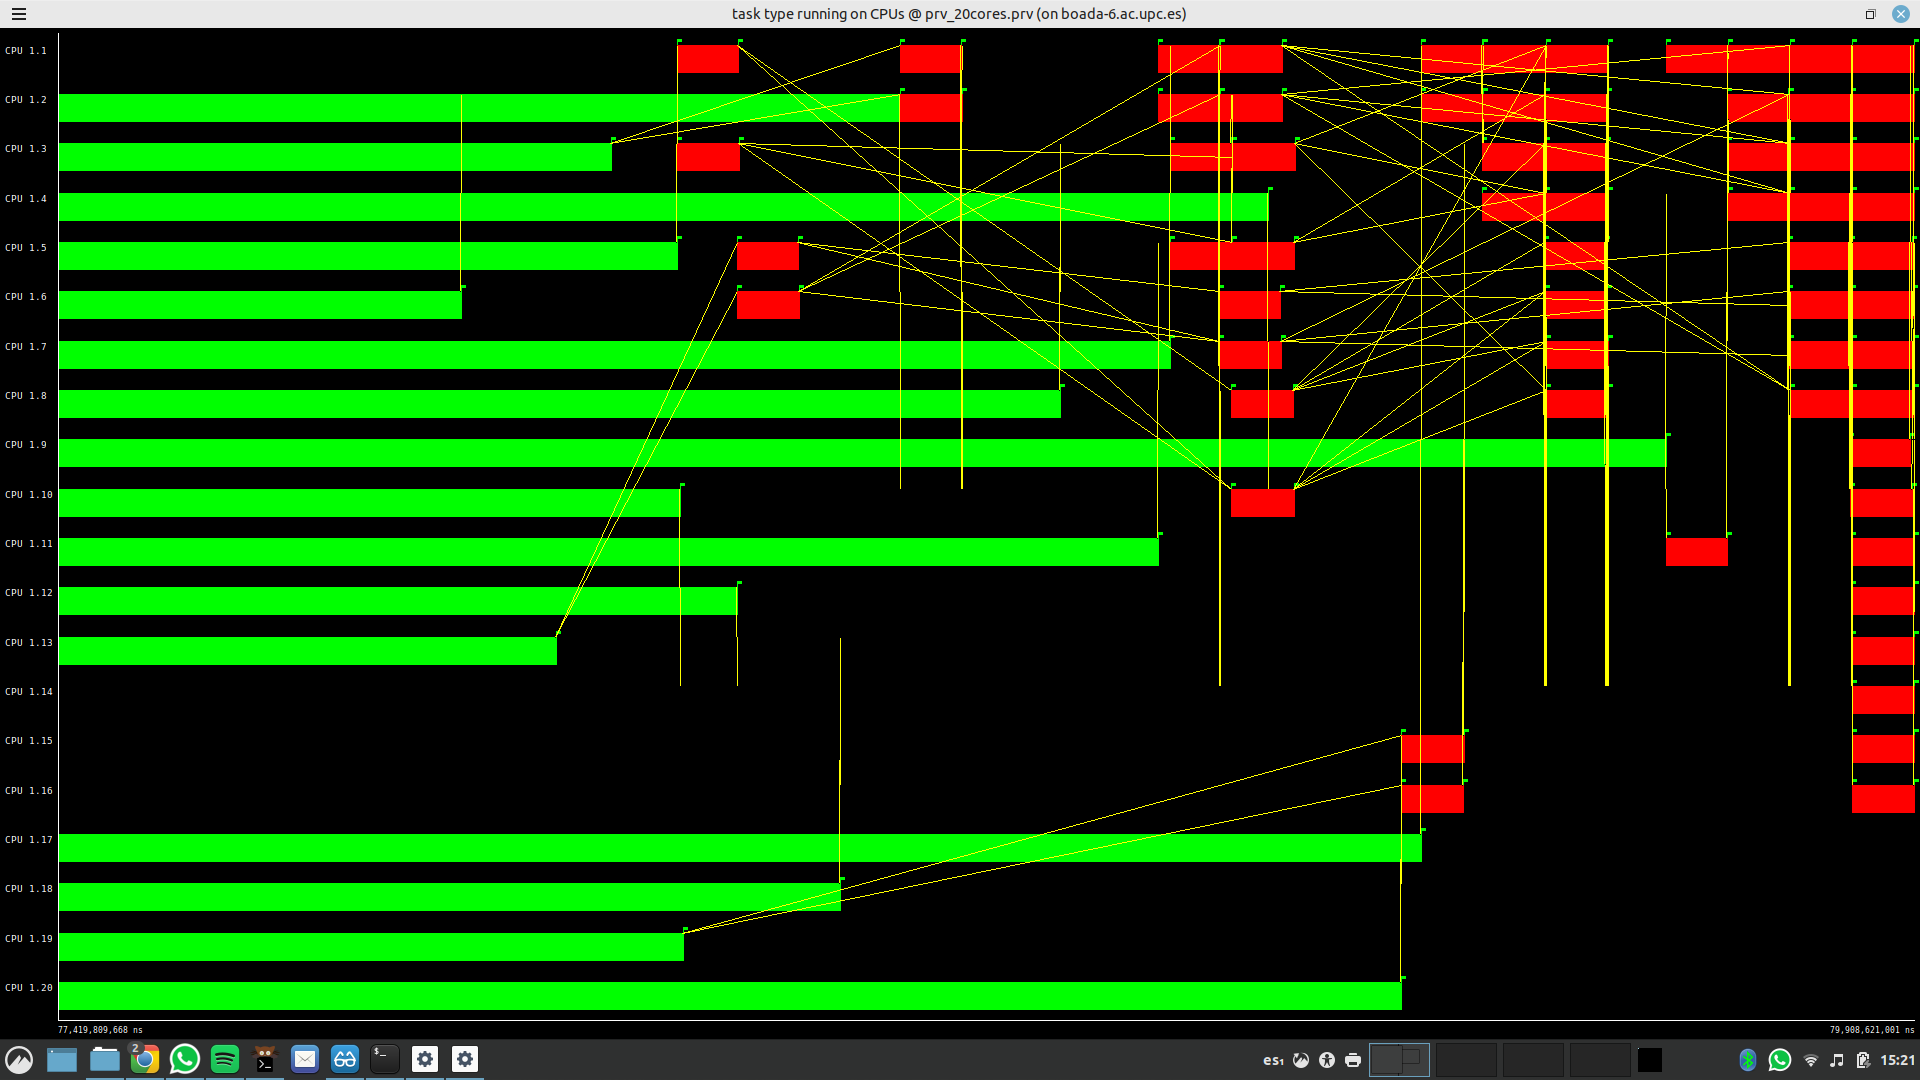 task type running on CPUs @ prv_20cores.prv (on boada-6.ac.upc.es)
CPU 1.1
CPU 1.2
CPU 1.3
CPU 1.4
CPU 1.5
CPU 1.6
CPU 1.7
CPU 1.8
CPU 1.9
CPU 1.10
CPU 1.11
CPU 1.12
CPU 1.13
CPU 1.14
CPU 1.15
CPU 1.16
CPU 1.17
CPU 1.18
CPU 1.19
CPU 1.20
77,419,809,668 ns
79,908,621,001 ns
2
$_
>_
es1
15:21